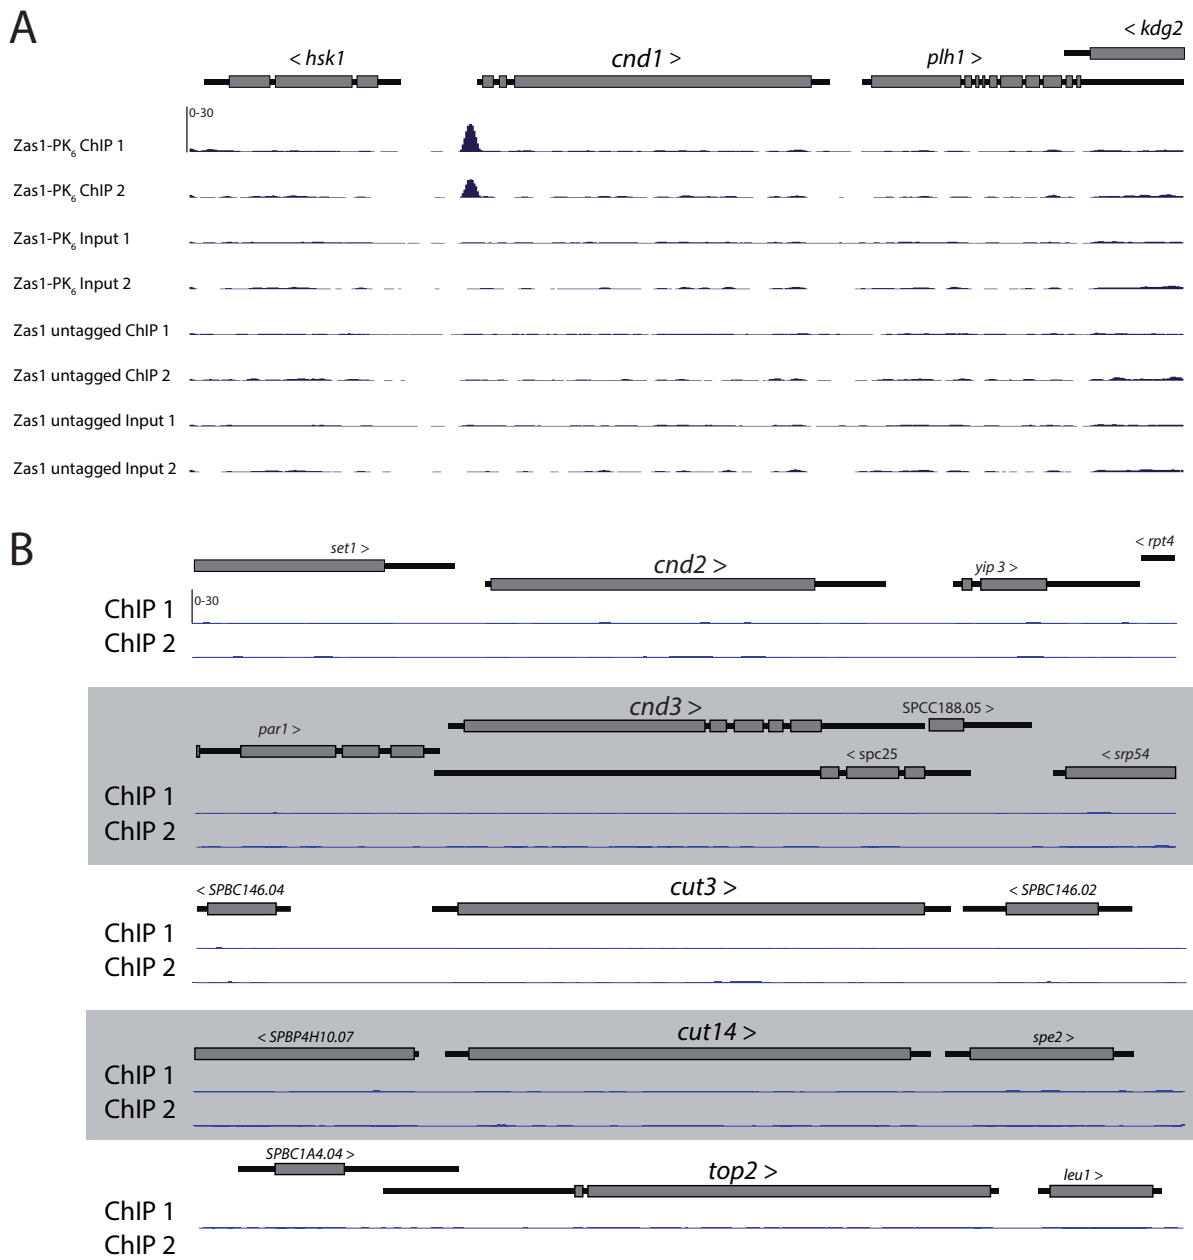 A
< kdg2
< hsk1 cnd1 > plh1 >
0-30
Zas1-PK6 ChIP 1
Zas1-PK6 ChIP 2
Zas1-PK6 Input 1
Zas1-PK6 Input 2
Zas1 untagged ChIP 1
Zas1 untagged ChIP 2
Zas1 untagged Input 1
Zas1 untagged Input 2
B
set1 > cnd2 > yip 3 > < rpt4
0-30
ChIP 1
ChIP 2
par1 > cnd3 > SPCC188.05 >
< spc25 < srp54
ChIP 1
ChIP 2
< SPBC146.04 cut3 > < SPBC146.02
ChIP 1
ChIP 2
< SPBP4H10.07 cut14 > spe2 >
ChIP 1
ChIP 2
SPBC1A4.04 > top2 > leu1 >
ChIP 1
ChIP 2